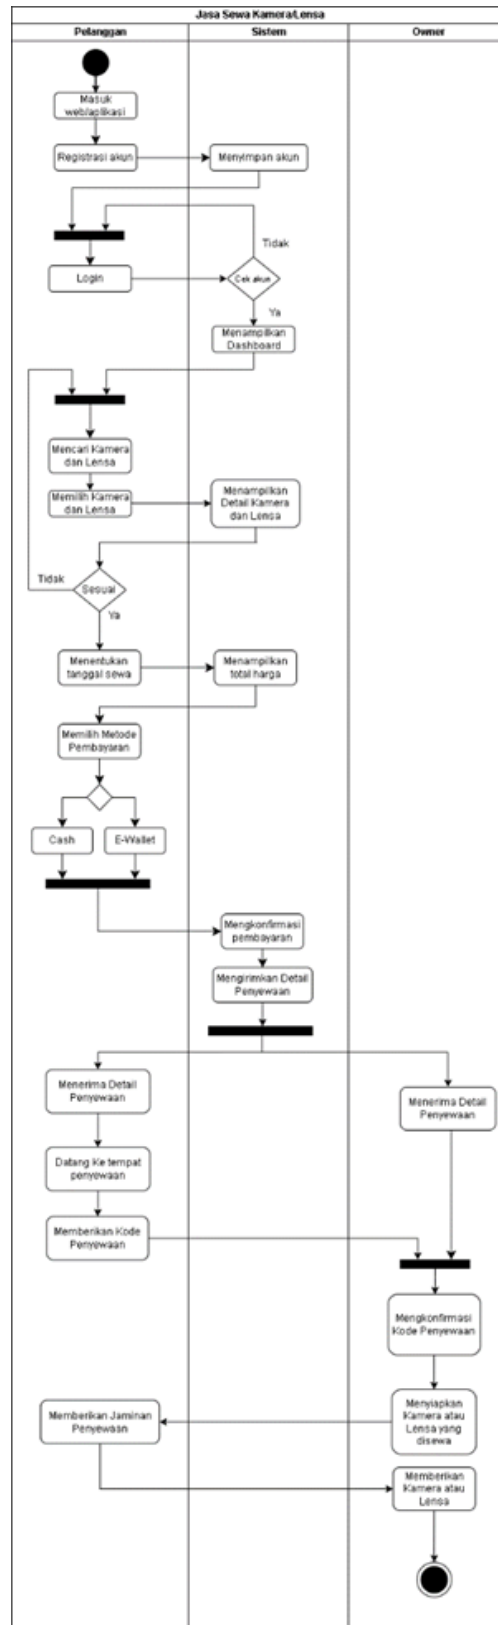 Jasa Sewa Kamera/Lensa
Pelanggan
Sistem
Owner
Masuk
web/aplikasi
Registrasi akun
Menyimpan akun
Tidak
Login
Cek akun
Ya
Menampilkan
Dashboard
Mencari Kamera
dan Lensa
Memilih Kamera
dan Lensa
Menampilkan
Detail Kamera
dan Lensa
Tidak
Sesuai
Ya
Menentukan
tanggal sewa
Menampilkan
total harga
Memilih Metode
Pembayaran
Cash
E-Wallet
Mengkonfirmasi
pembayaran
Mengirimkan Detail
Penyewaan
Menerima Detail
Penyewaan
Menerima Detail
Penyewaan
Datang Ke tempat
penyewaan
Memberikan Kode
Penyewaan
Mengkonfirmasi
Kode Penyewaan
Memberikan Jaminan
Penyewaan
Menyiapkan
Kamera atau
Lensa yang
disewa
Memberikan
Kamera atau
Lensa